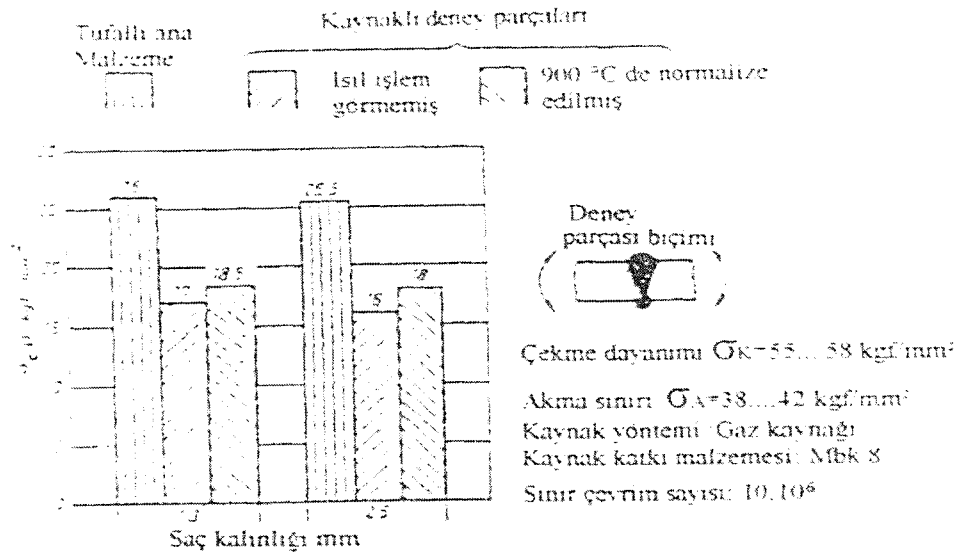 Kaynaklı deney parçaları
Tufallı ana
Malzeme
Isıl işlem
görmemiş
900 °C de normalize
edilmiş
25.5
18.5
18
Deney
parçası biçimi
Çekme dayanımı σK=55... 58 kgf/mm²
Akma sınırı σA=38....42 kgf/mm²
Kaynak yöntemi Gaz kaynağı
Kaynak katkı malzemesi: Mbk 8
Sınır çevrim sayısı: 10.10⁶
Saç kalınlığı mm